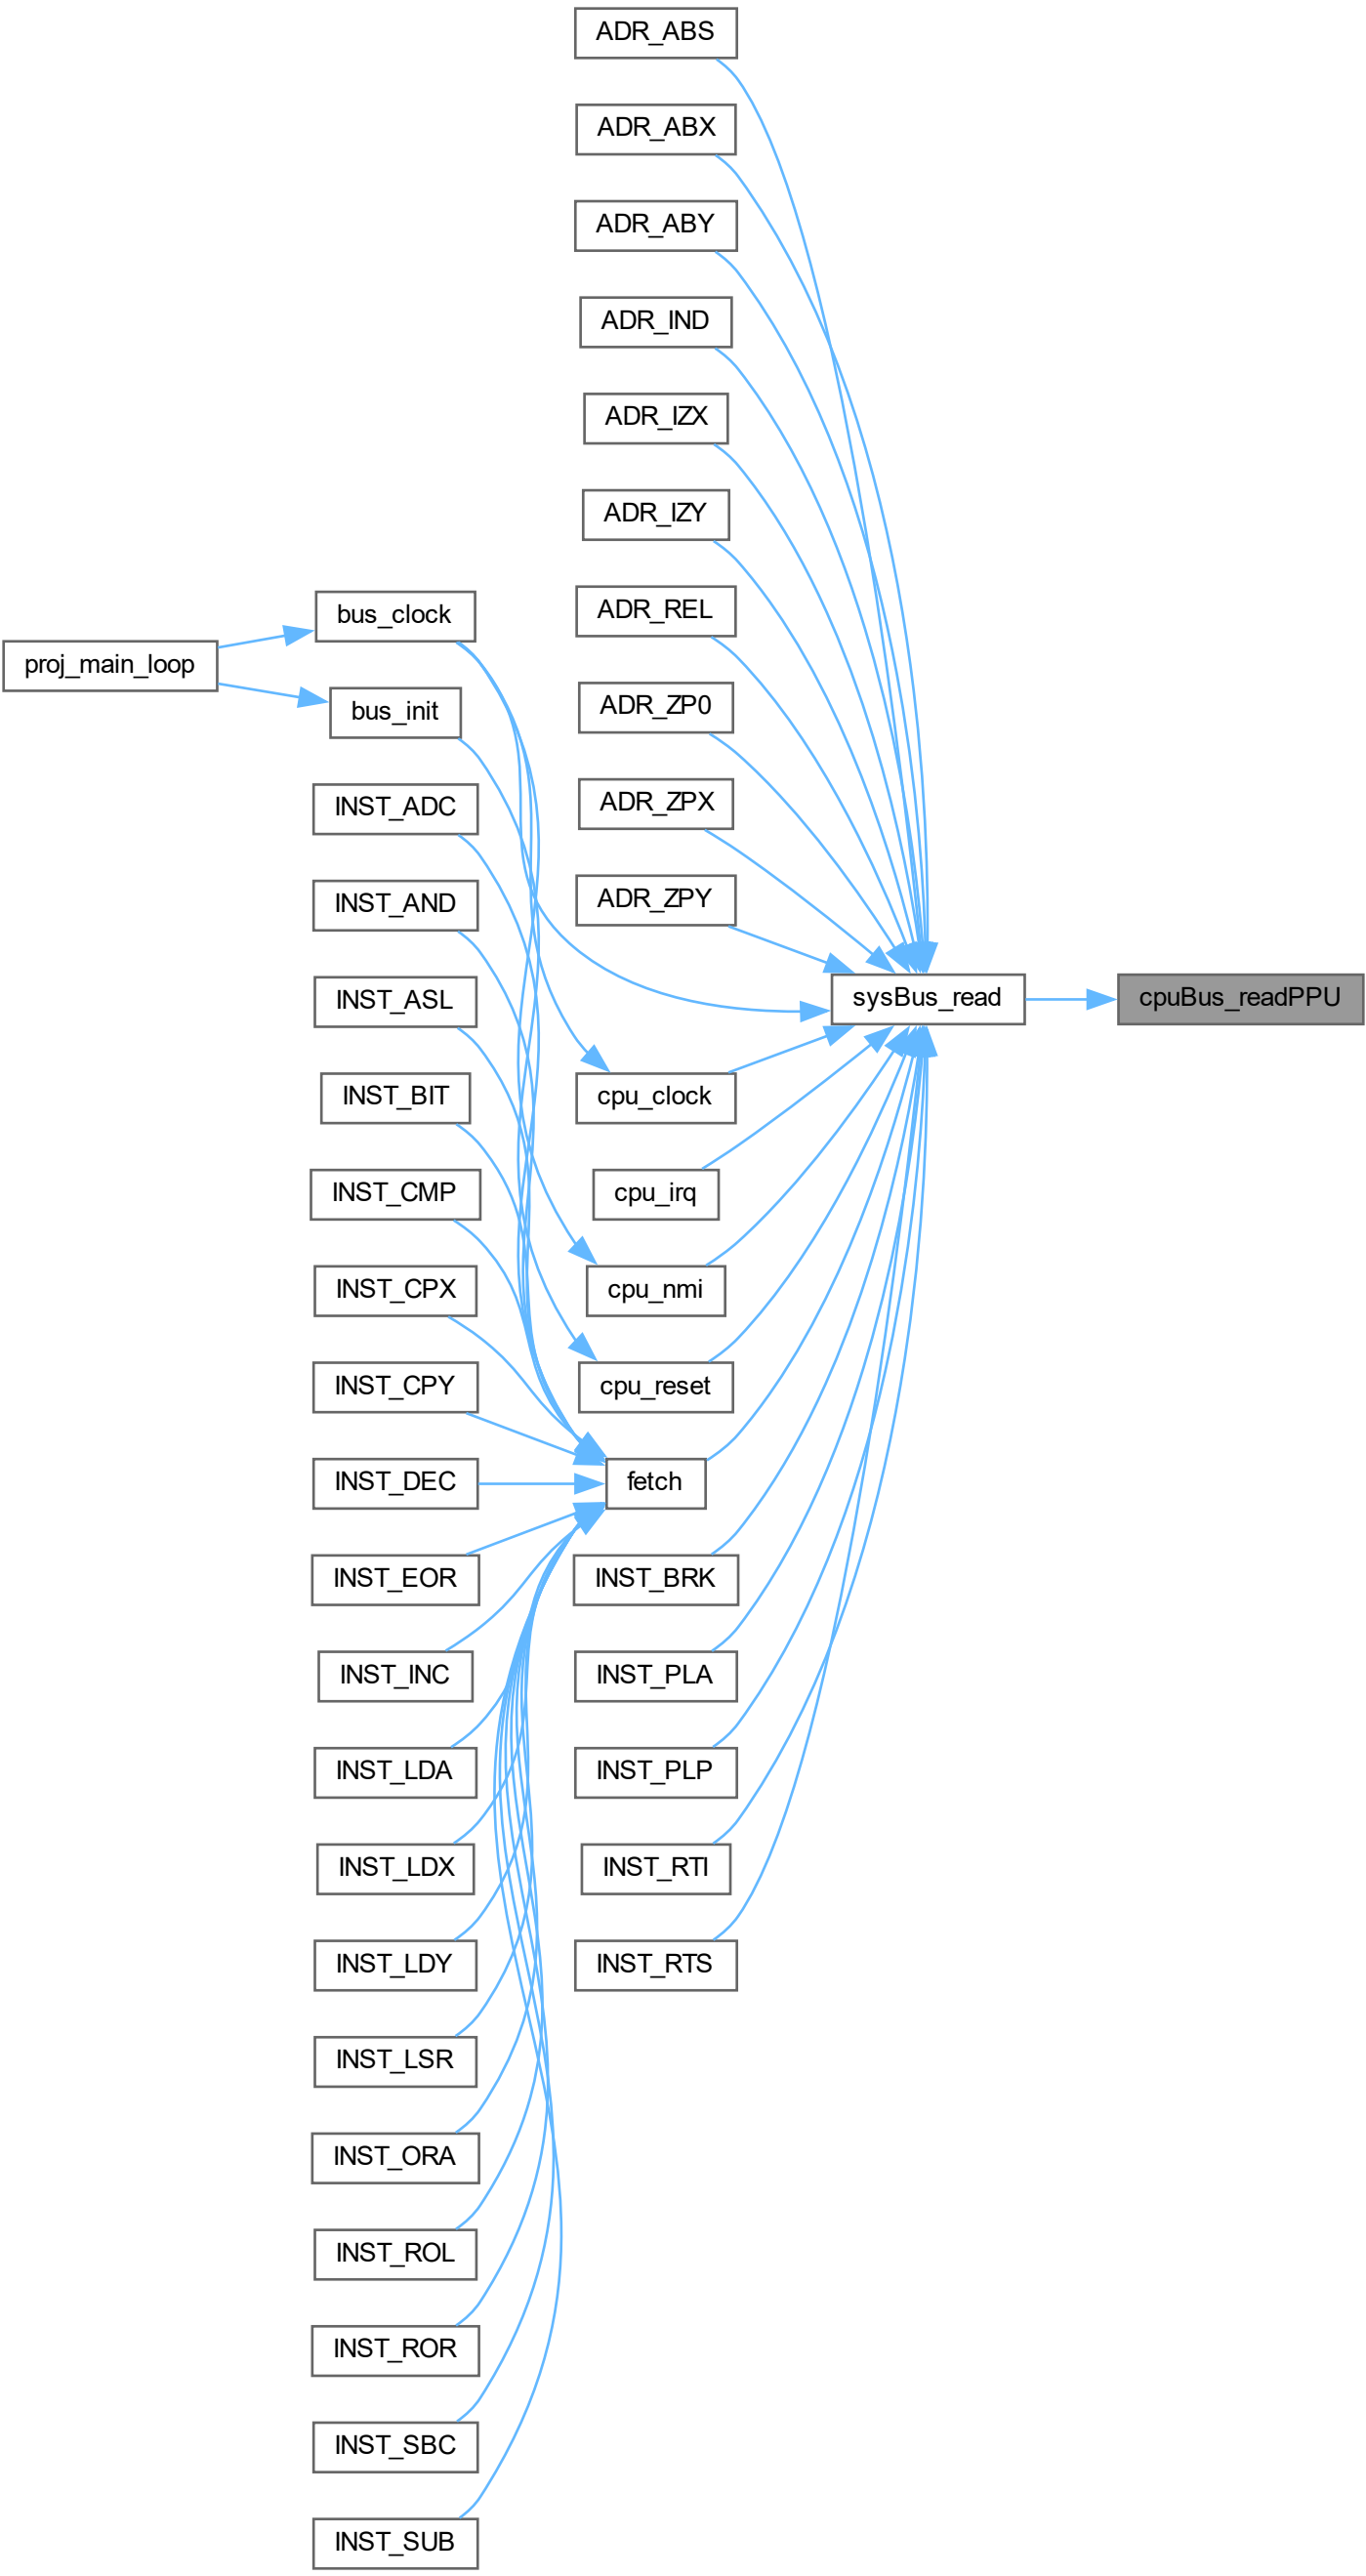 ADR_ABS
ADR_ABX
ADR_ABY
ADR_IND
ADR_IZX
ADR_IZY
ADR_REL
bus_clock
proj_main_loop
ADR_ZP0
bus_init
ADR_ZPX
INST_ADC
ADR_ZPY
INST_AND
sysBus_read
cpuBus_readPPU
INST_ASL
cpu_clock
INST_BIT
cpu_irq
INST_CMP
cpu_nmi
INST_CPX
cpu_reset
INST_CPY
fetch
INST_DEC
INST_BRK
INST_EOR
INST_PLA
INST_INC
INST_PLP
INST_LDA
INST_RTI
INST_LDX
INST_RTS
INST_LDY
INST_LSR
INST_ORA
INST_ROL
INST_ROR
INST_SBC
INST_SUB